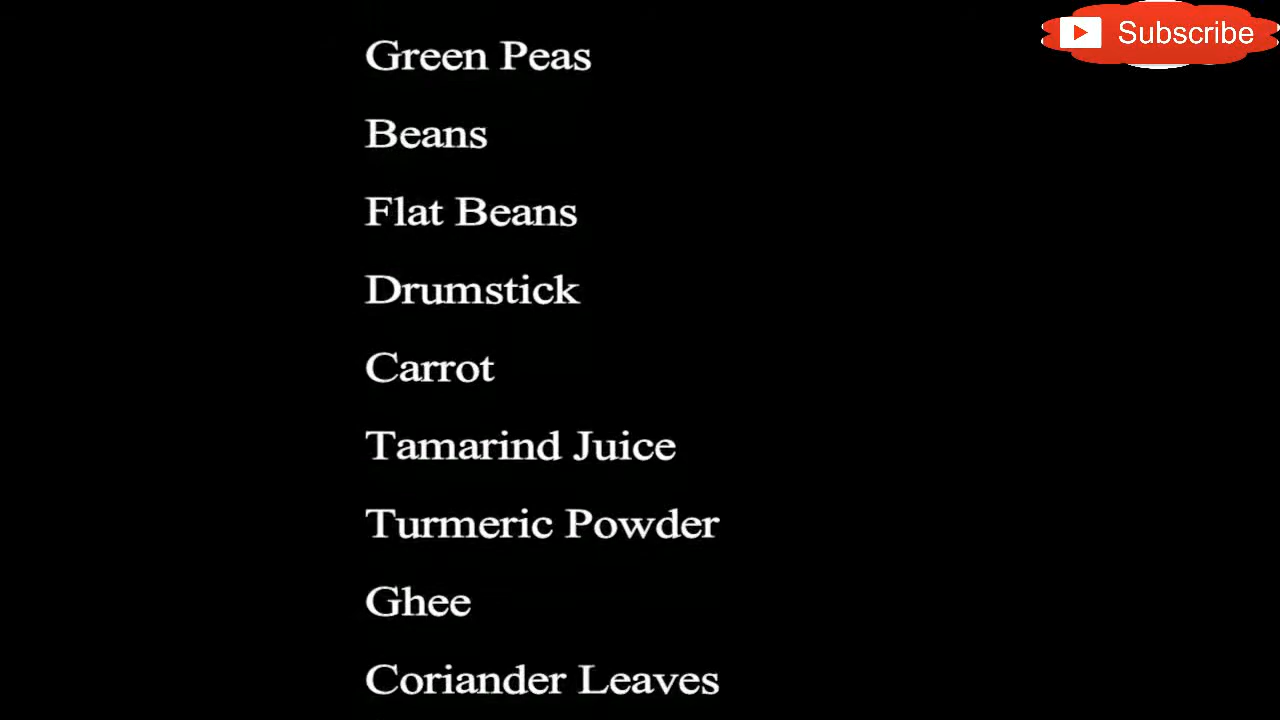 Subscribe
Green Peas
Beans
Flat Beans
Drumstick
Carrot
Tamarind Juice
Turmeric Powder
Ghee
Coriander Leaves